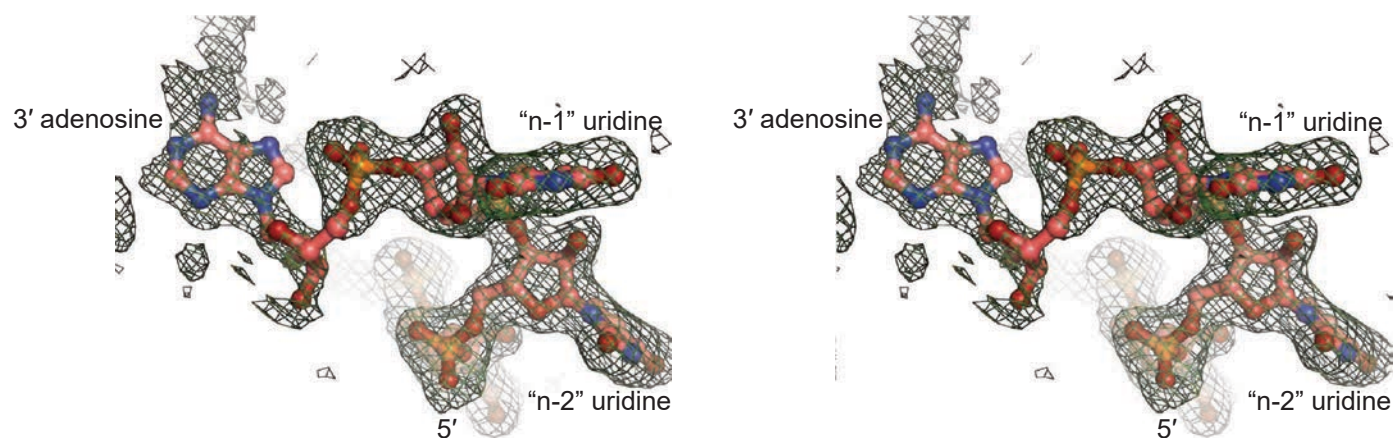 3′ adenosine
“n-1” uridine
“n-2” uridine
5′
3′ adenosine
“n-1” uridine
“n-2” uridine
5′